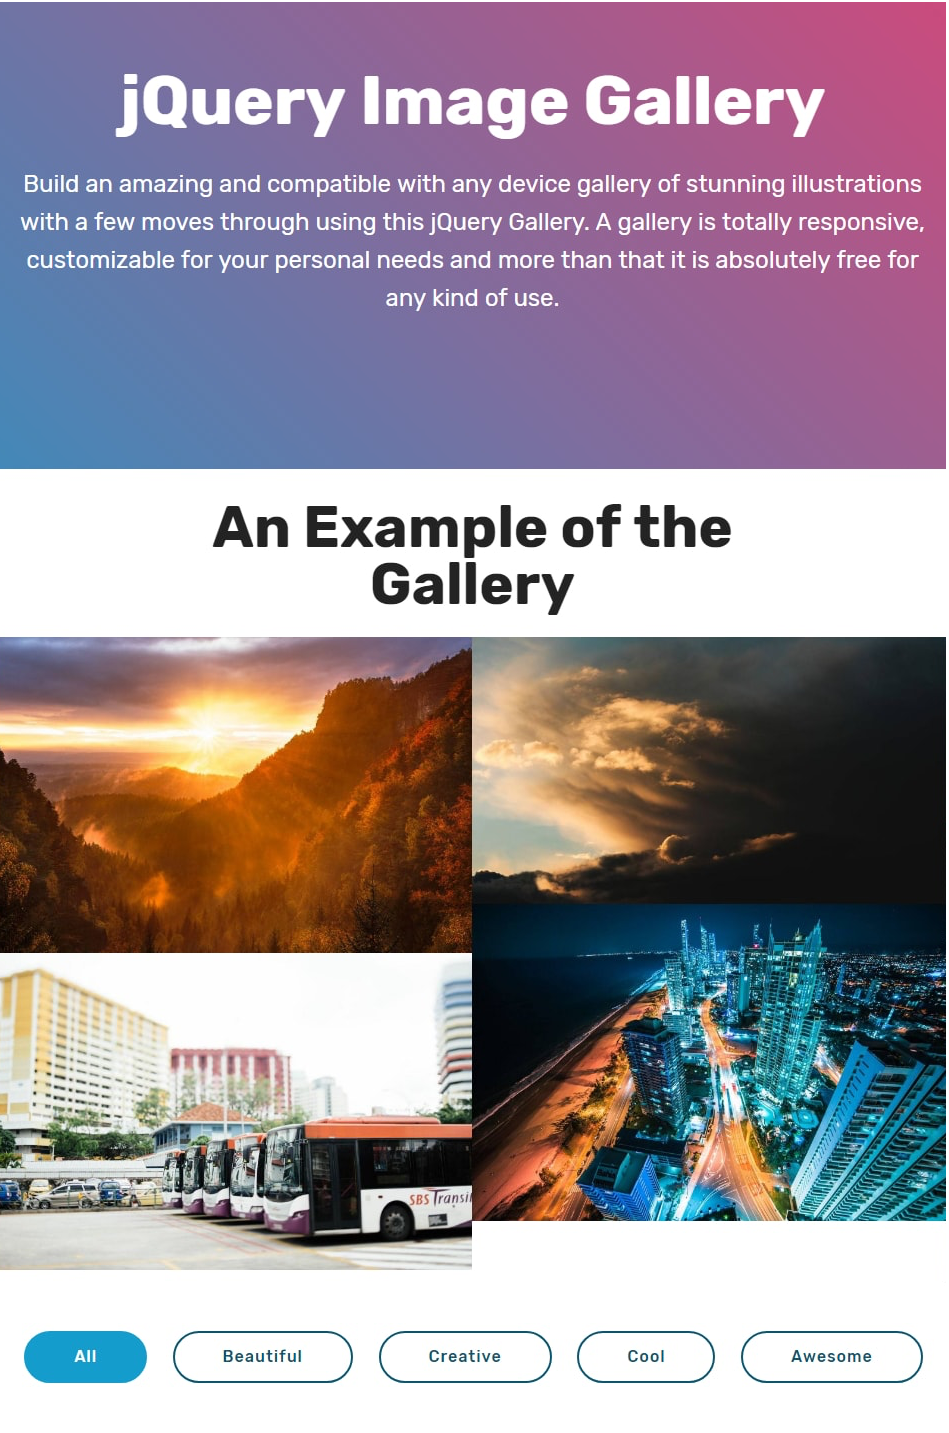 jQuery Image Gallery
Build an amazing and compatible with any device gallery of stunning illustrations
with a few moves through using this jQuery Gallery. A gallery is totally responsive,
customizable for your personal needs and more than that it is absolutely free for
any kind of use.
An Example of the
Gallery
SBS Transit
All
Beautiful
Creative
Cool
Awesome